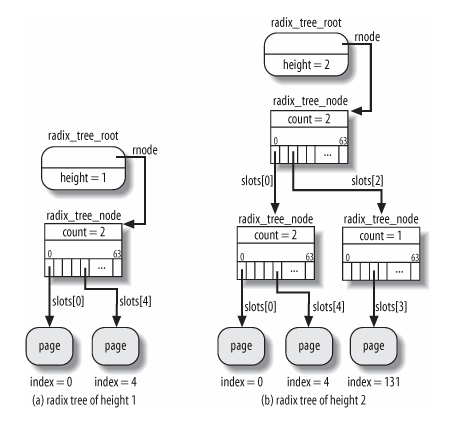 radix_tree_root
rnode
height = 2
radix_tree_node
count = 2
0 63
...
slots[0] slots[2]
radix_tree_root
rnode
height = 1
radix_tree_node
count = 2
0 63
...
slots[0] slots[4]
page page
index = 0 index = 4
(a) radix tree of height 1
radix_tree_node radix_tree_node
count = 2 count = 1
0 63 0 63
... ...
slots[0] slots[4] slots[3]
page page page
index = 0 index = 4 index = 131
(b) radix tree of height 2